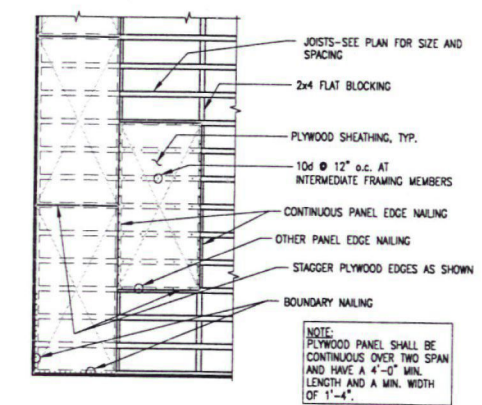 JOISTS-SEE PLAN FOR SIZE AND
SPACING
2x4 FLAT BLOCKING
PLYWOOD SHEATHING, TYP.
10d @ 12" o.c. AT
INTERMEDIATE FRAMING MEMBERS
CONTINUOUS PANEL EDGE NAILING
OTHER PANEL EDGE NAILING
STAGGER PLYWOOD EDGES AS SHOWN
BOUNDARY NAILING
NOTE:
PLYWOOD PANEL SHALL BE
CONTINUOUS OVER TWO SPAN
AND HAVE A 4'-0" MIN.
LENGTH AND A MIN. WIDTH
OF 1'-4".